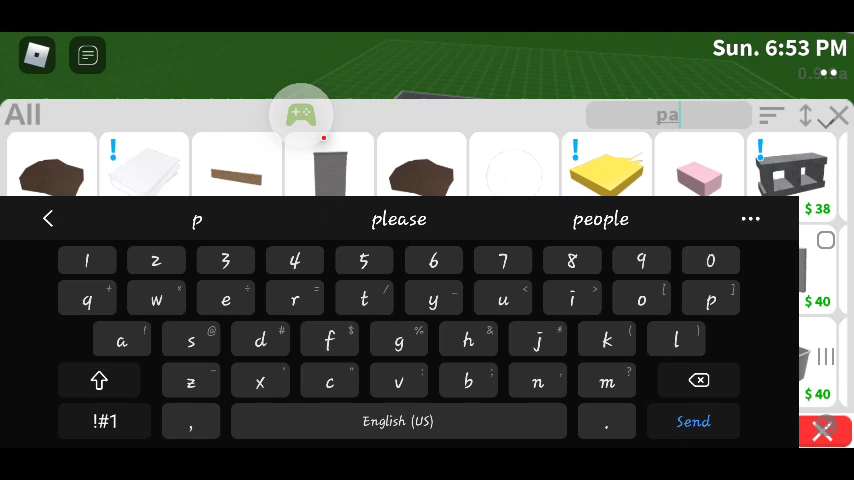 Sun. 6:53 PM
All
pa
! ! !
$ 38
p please people
1 2 3 4 5 6 7 8 9 0
q + w × e ÷ r = t / y _ u < i > o [ p ]
$ 40
a ! s @ d # f $ g % h & j * k ( l )
z - x ' c " v : b ; n , m ?
$ 40
!#1 , English (US) . Send